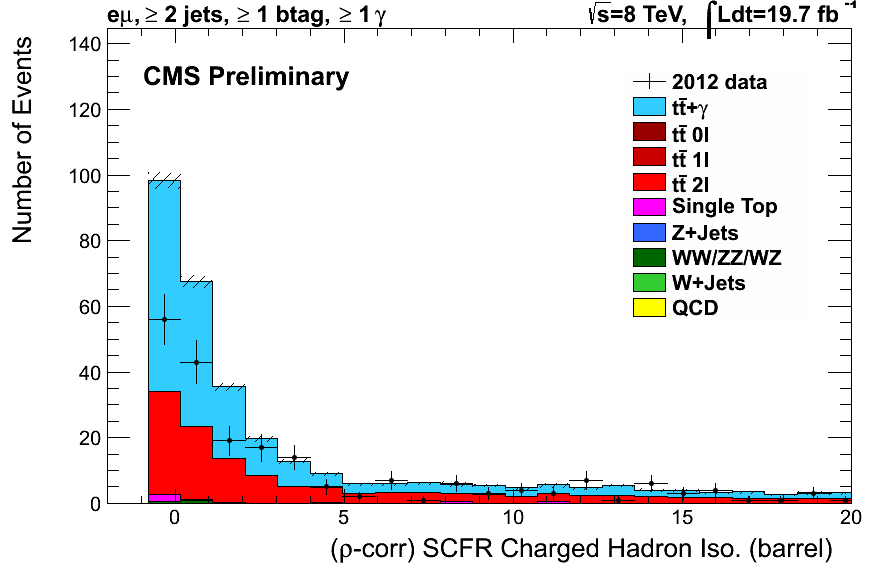 eμ, ≥ 2 jets, ≥ 1 btag, ≥ 1 γ
√s=8 TeV, ∫Ldt=19.7 fb⁻¹
CMS Preliminary
Number of Events
140
120
100
80
60
40
20
0
2012 data
tt̄+γ
tt̄ 0l
tt̄ 1l
tt̄ 2l
Single Top
Z+Jets
WW/ZZ/WZ
W+Jets
QCD
0 5 10 15 20
(ρ-corr) SCFR Charged Hadron Iso. (barrel)